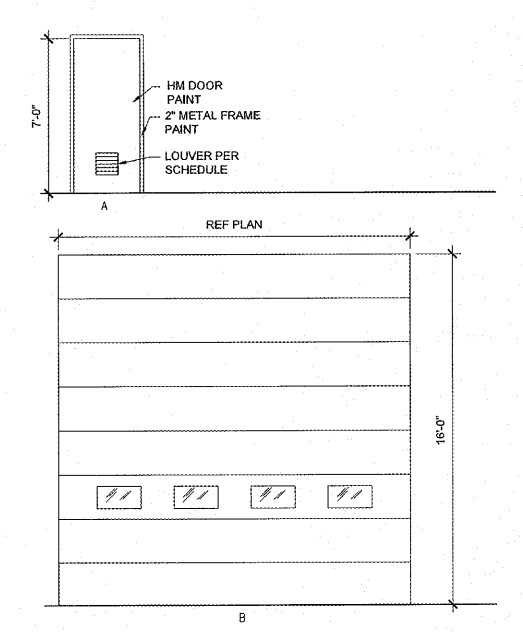 7'-0"
HM DOOR
PAINT
2" METAL FRAME
PAINT
LOUVER PER
SCHEDULE
A
REF PLAN
16'-0"
B